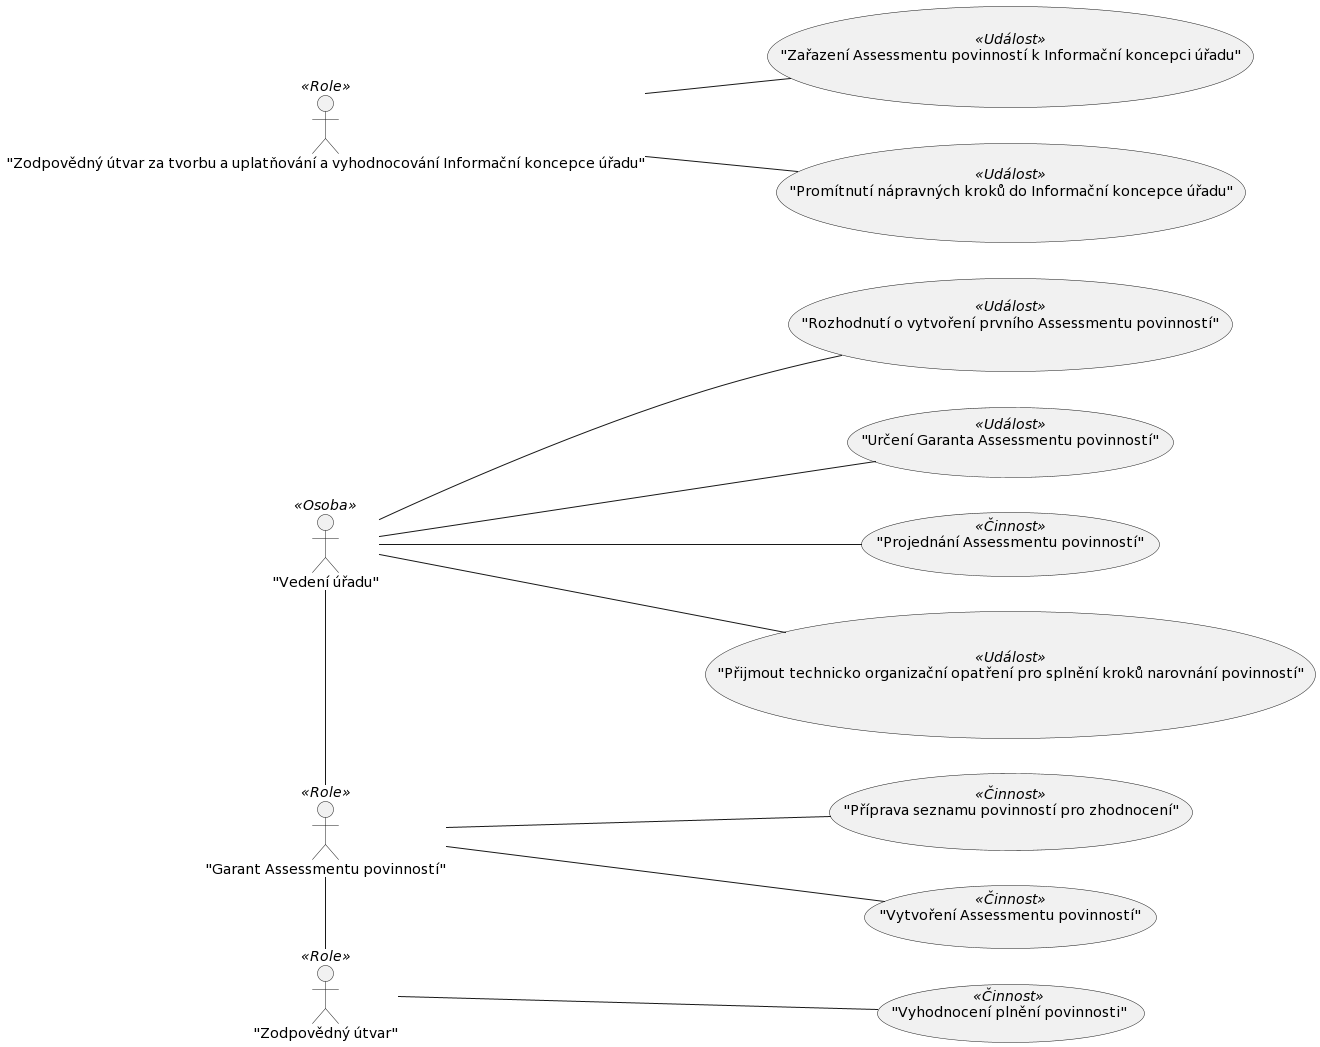 «Událost»
"Zařazení Assessmentu povinností k Informační koncepci úřadu"
«Role»
"Zodpovědný útvar za tvorbu a uplatňování a vyhodnocování Informační koncepce úřadu"
«Událost»
"Promítnutí nápravných kroků do Informační koncepce úřadu"
«Událost»
"Rozhodnutí o vytvoření prvního Assessmentu povinností"
«Událost»
"Určení Garanta Assessmentu povinností"
«Osoba»
"Vedení úřadu"
«Činnost»
"Projednání Assessmentu povinností"
«Událost»
"Přijmout technicko organizační opatření pro splnění kroků narovnání povinností"
«Role»
"Garant Assessmentu povinností"
«Činnost»
"Příprava seznamu povinností pro zhodnocení"
«Činnost»
"Vytvoření Assessmentu povinností"
«Role»
"Zodpovědný útvar"
«Činnost»
"Vyhodnocení plnění povinnosti"